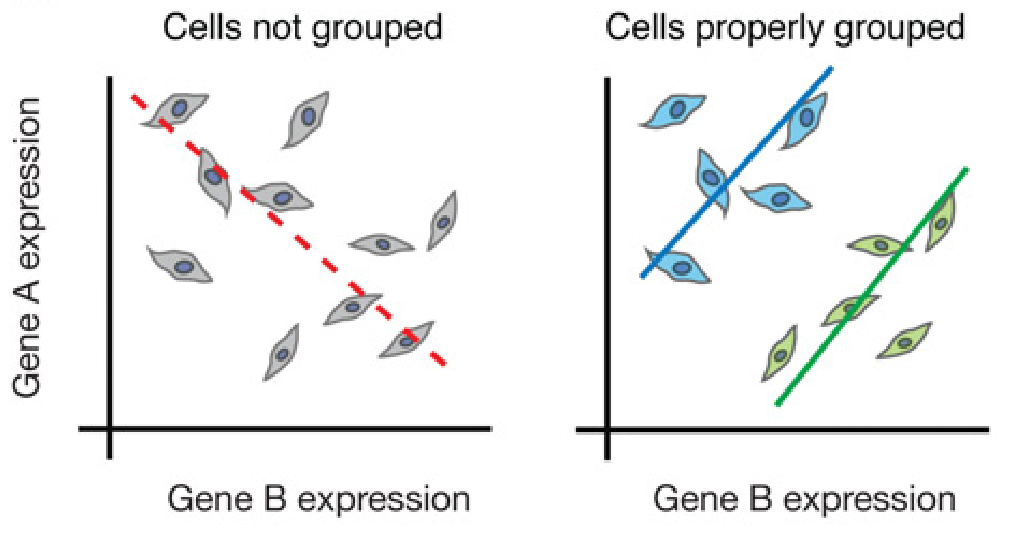 Cells not grouped
Cells properly grouped
Gene A expression
Gene B expression
Gene B expression